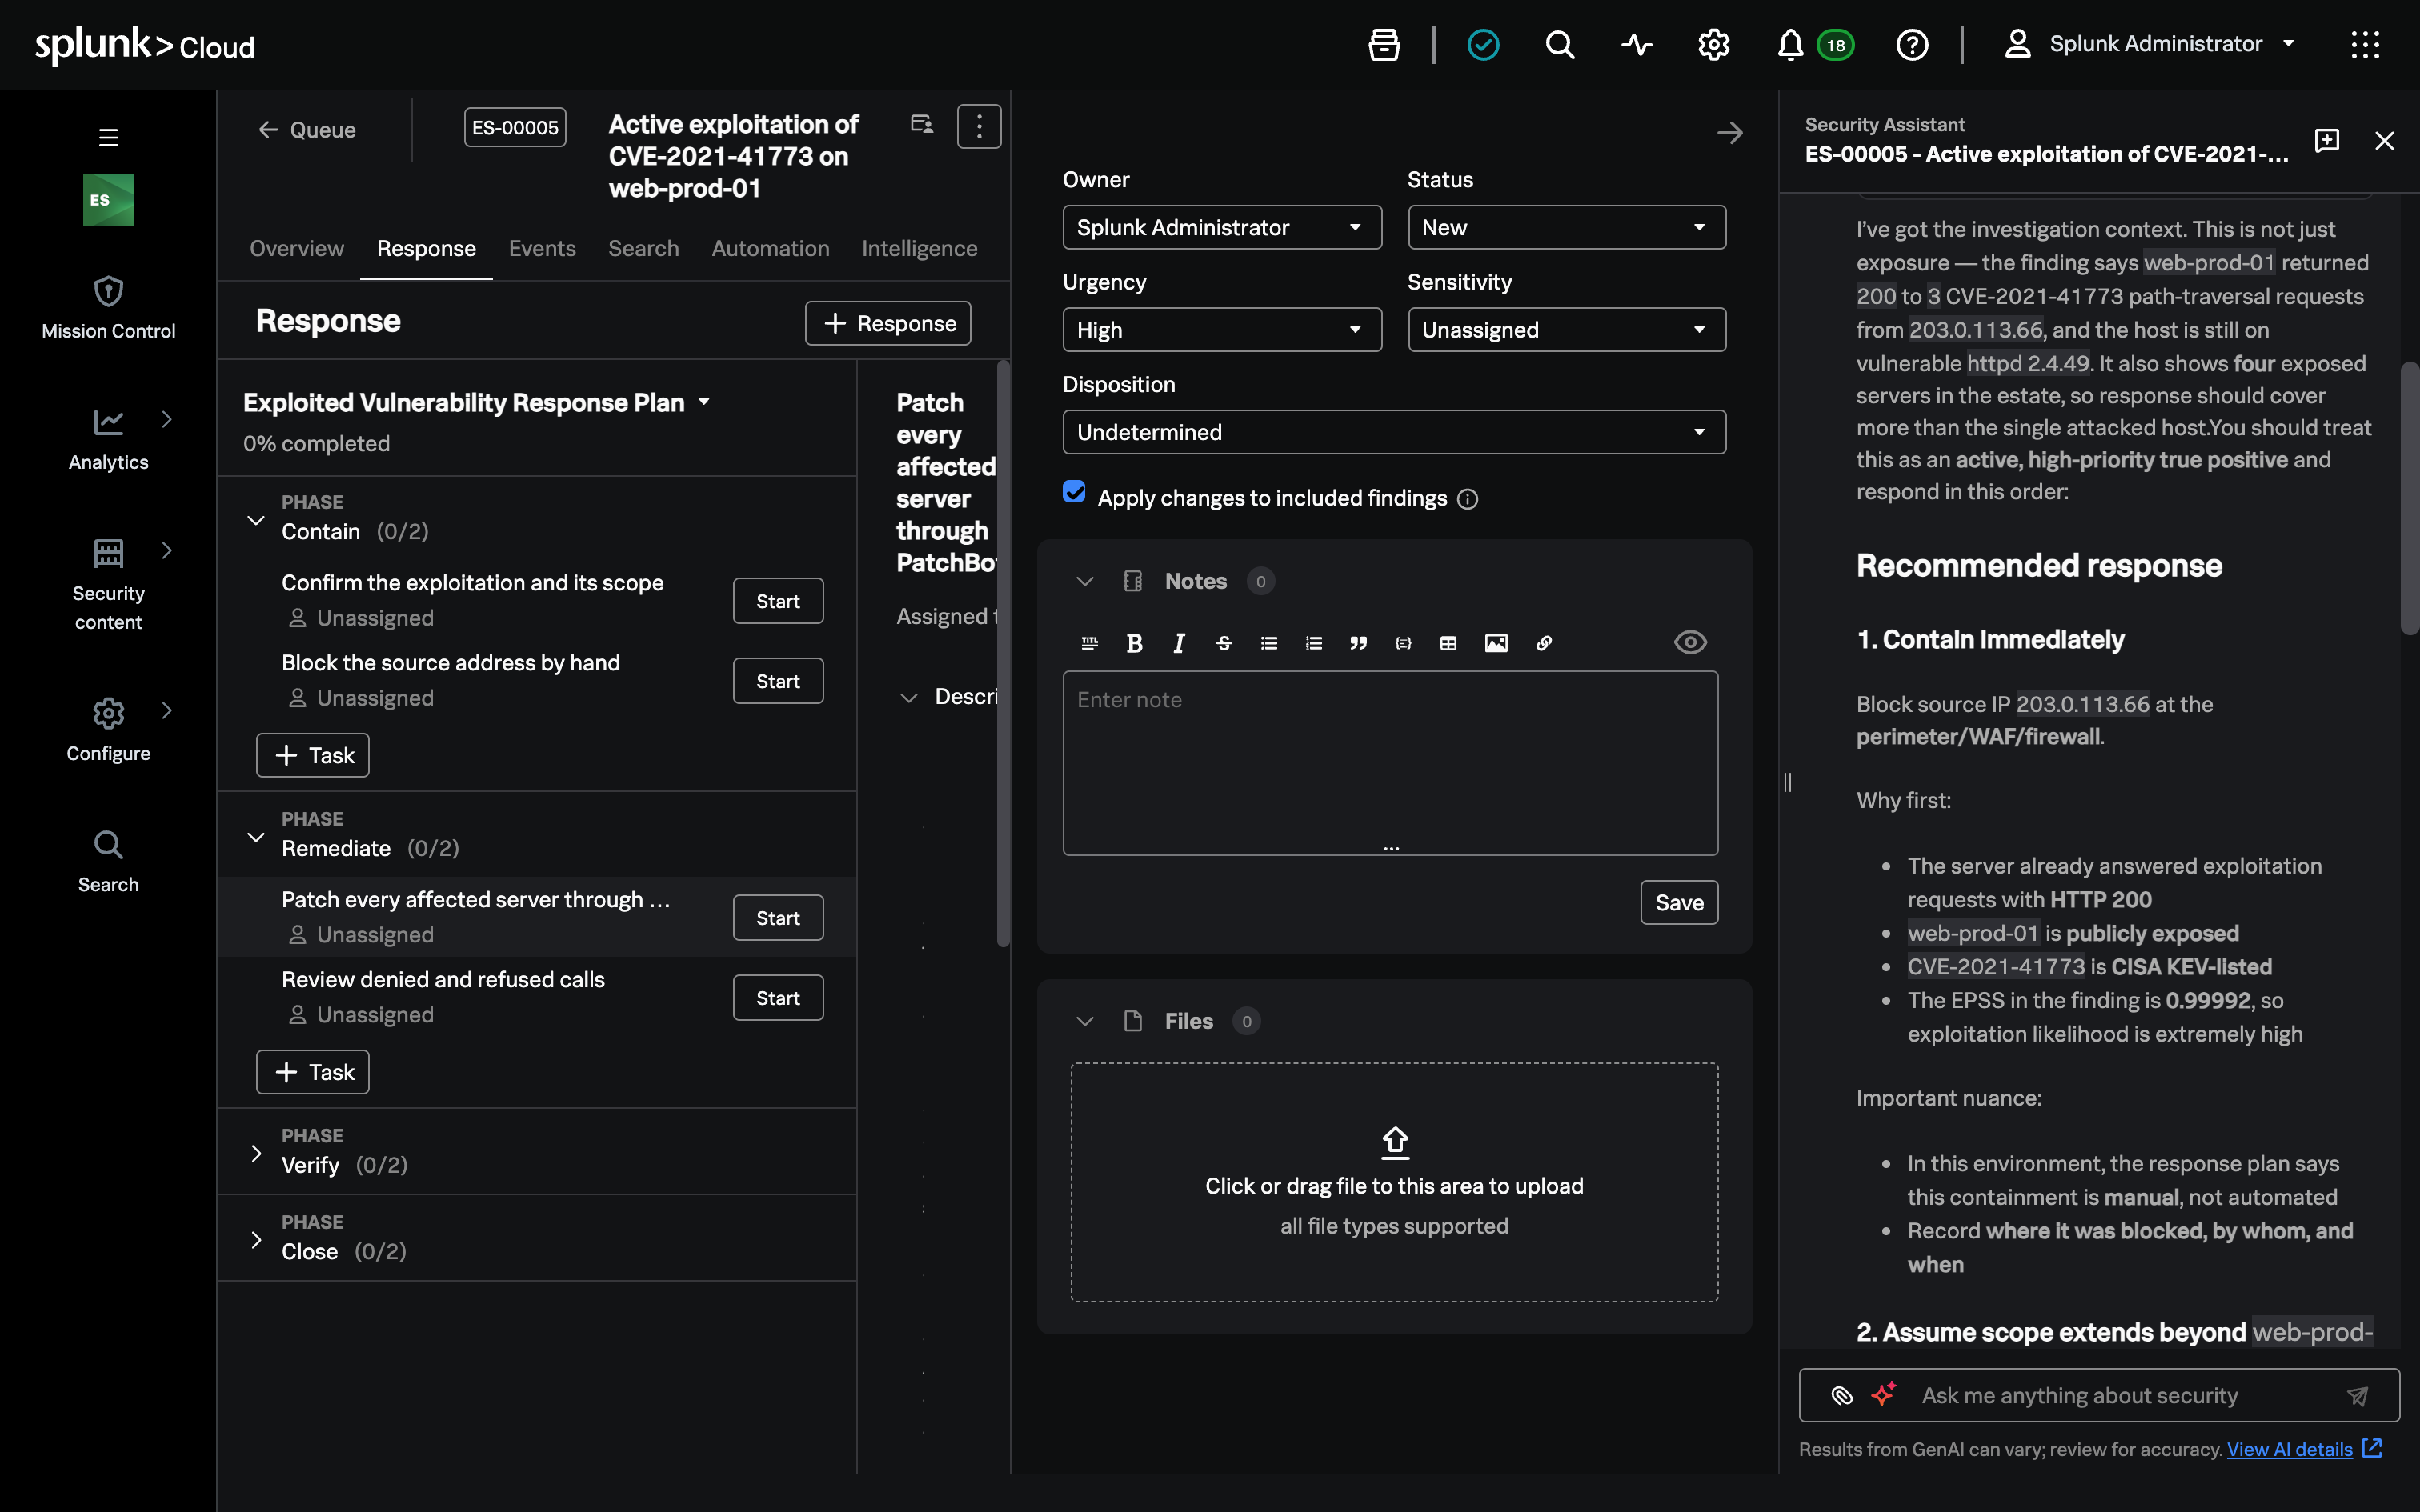 splunk> Cloud
18
Splunk Administrator
ES
Mission Control
Analytics
Security
content
Configure
Search
Queue
ES-00005
Active exploitation of
CVE-2021-41773 on
web-prod-01
Overview
Response
Events
Search
Automation
Intelligence
Response
Response
Exploited Vulnerability Response Plan
0% completed
PHASE
Contain (0/2)
Confirm the exploitation and its scope
Unassigned
Start
Block the source address by hand
Unassigned
Start
Task
PHASE
Remediate (0/2)
Patch every affected server through ...
Unassigned
Start
Review denied and refused calls
Unassigned
Start
Task
PHASE
Verify (0/2)
PHASE
Close (0/2)
Patch
every
affected
server
through
PatchBo
Assigned
Descri
Owner
Splunk Administrator
Status
New
Urgency
High
Sensitivity
Unassigned
Disposition
Undetermined
Apply changes to included findings
Notes 0
Enter note
...
Save
Files 0
Click or drag file to this area to upload
all file types supported
Security Assistant
ES-00005 - Active exploitation of CVE-2021-...
I've got the investigation context. This is not just
exposure — the finding says web-prod-01 returned
200 to 3 CVE-2021-41773 path-traversal requests
from 203.0.113.66, and the host is still on
vulnerable httpd 2.4.49. It also shows four exposed
servers in the estate, so response should cover
more than the single attacked host.You should treat
this as an active, high-priority true positive and
respond in this order:
Recommended response
1. Contain immediately
Block source IP 203.0.113.66 at the
perimeter/WAF/firewall.
Why first:
• The server already answered exploitation
requests with HTTP 200
• web-prod-01 is publicly exposed
• CVE-2021-41773 is CISA KEV-listed
• The EPSS in the finding is 0.99992, so
exploitation likelihood is extremely high
Important nuance:
• In this environment, the response plan says
this containment is manual, not automated
• Record where it was blocked, by whom, and
when
2. Assume scope extends beyond web-prod-
Ask me anything about security
Results from GenAI can vary; review for accuracy. View AI details